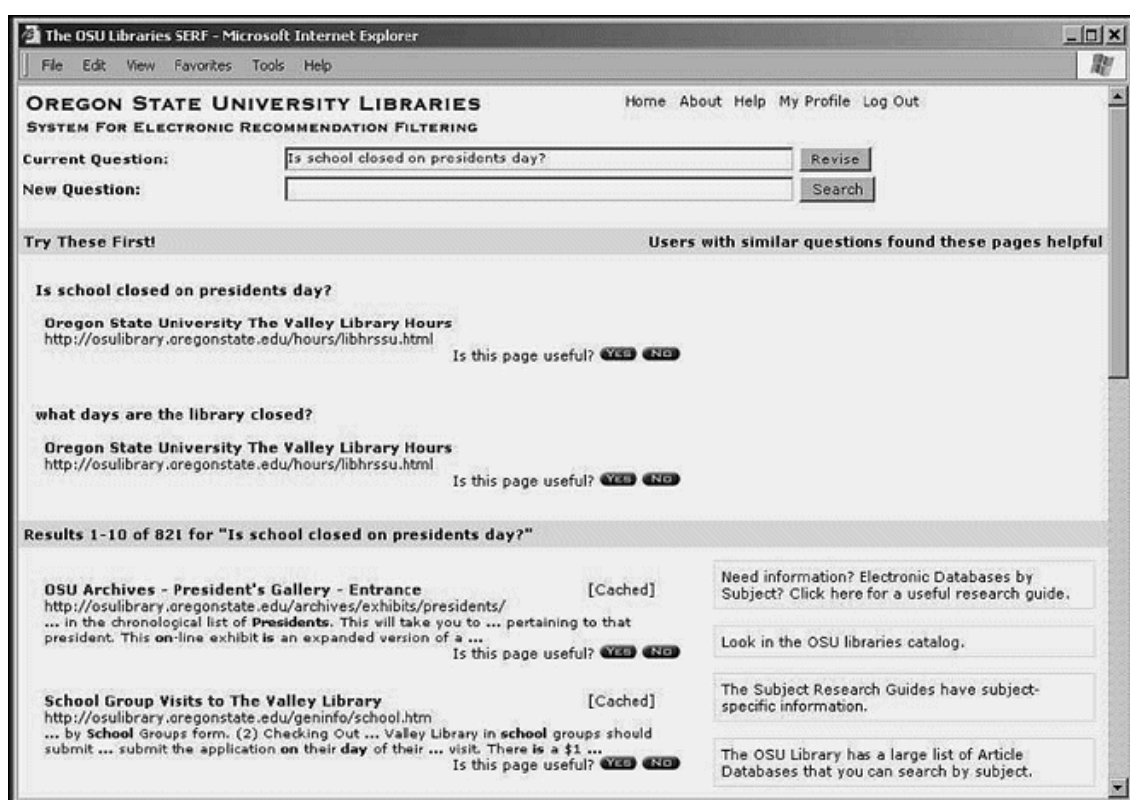 The OSU Libraries SERF - Microsoft Internet Explorer
File Edit View Favorites Tools Help
OREGON STATE UNIVERSITY LIBRARIES
SYSTEM FOR ELECTRONIC RECOMMENDATION FILTERING
Home About Help My Profile Log Out
Current Question: Is school closed on presidents day? Revise
New Question: Search
Try These First! Users with similar questions found these pages helpful
Is school closed on presidents day?
Oregon State University The Valley Library Hours
http://osulibrary.oregonstate.edu/hours/libhrssu.html
Is this page useful? YES NO
what days are the library closed?
Oregon State University The Valley Library Hours
http://osulibrary.oregonstate.edu/hours/libhrssu.html
Is this page useful? YES NO
Results 1-10 of 821 for "Is school closed on presidents day?"
OSU Archives - President's Gallery - Entrance [Cached]
http://osulibrary.oregonstate.edu/archives/exhibits/presidents/
... in the chronological list of Presidents. This will take you to ... pertaining to that
president. This on-line exhibit is an expanded version of a ...
Is this page useful? YES NO
School Group Visits to The Valley Library [Cached]
http://osulibrary.oregonstate.edu/geninfo/school.htm
... by School Groups form. (2) Checking Out ... Valley Library in school groups should
submit ... submit the application on their day of their ... visit. There is a $1 ...
Is this page useful? YES NO
Need information? Electronic Databases by
Subject? Click here for a useful research guide.
Look in the OSU libraries catalog.
The Subject Research Guides have subject-
specific information.
The OSU Library has a large list of Article
Databases that you can search by subject.